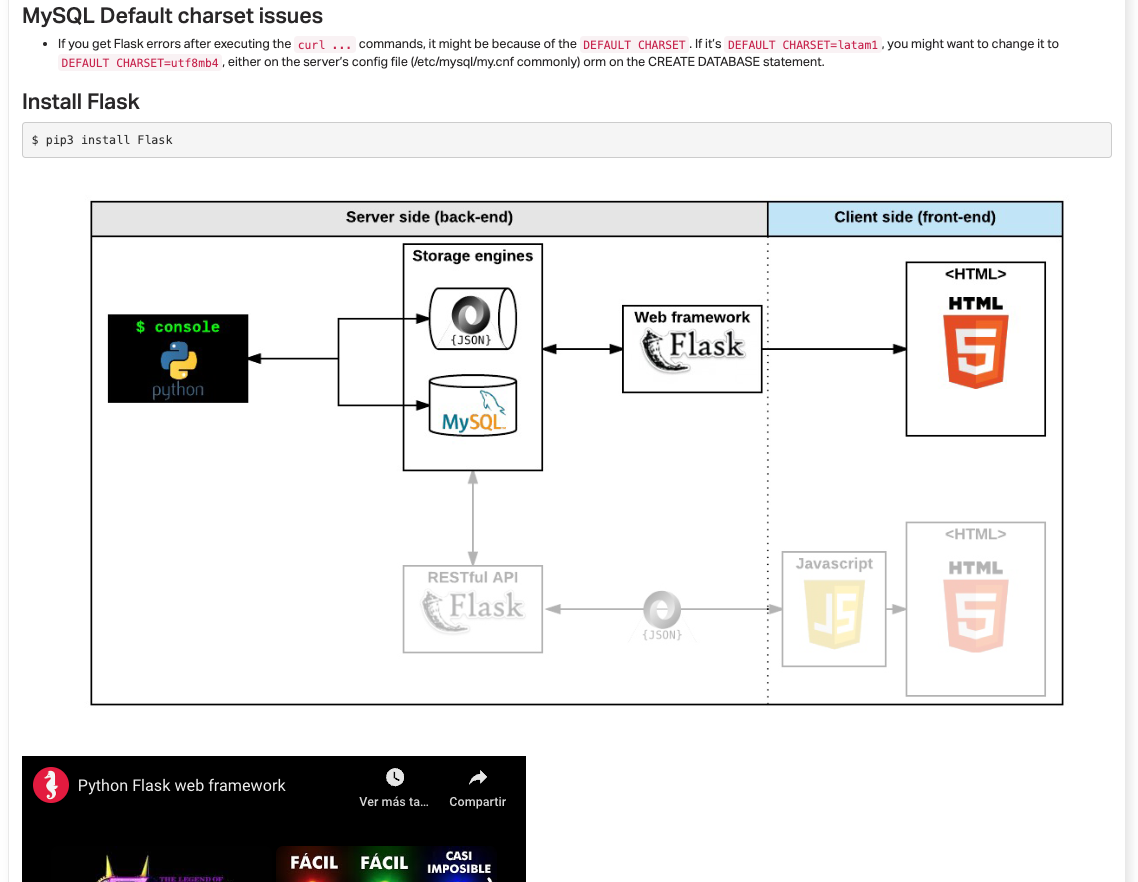 MySQL Default charset issues
If you get Flask errors after executing the curl ... commands, it might be because of the DEFAULT CHARSET . If it's DEFAULT CHARSET=latam1 , you might want to change it to
DEFAULT CHARSET=utf8mb4 , either on the server's config file (/etc/mysql/my.cnf commonly) orm on the CREATE DATABASE statement.
Install Flask
$ pip3 install Flask
Server side (back-end)
Client side (front-end)
Storage engines
<HTML>
HTML
5
{JSON}
Web framework
Flask
$ console
python
MySQL
RESTful API
Flask
{JSON}
Javascript
JS
<HTML>
HTML
5
Python Flask web framework
Ver más ta...
Compartir
FÁCIL
FÁCIL
CASI
IMPOSIBLE
THE LEGEND OF